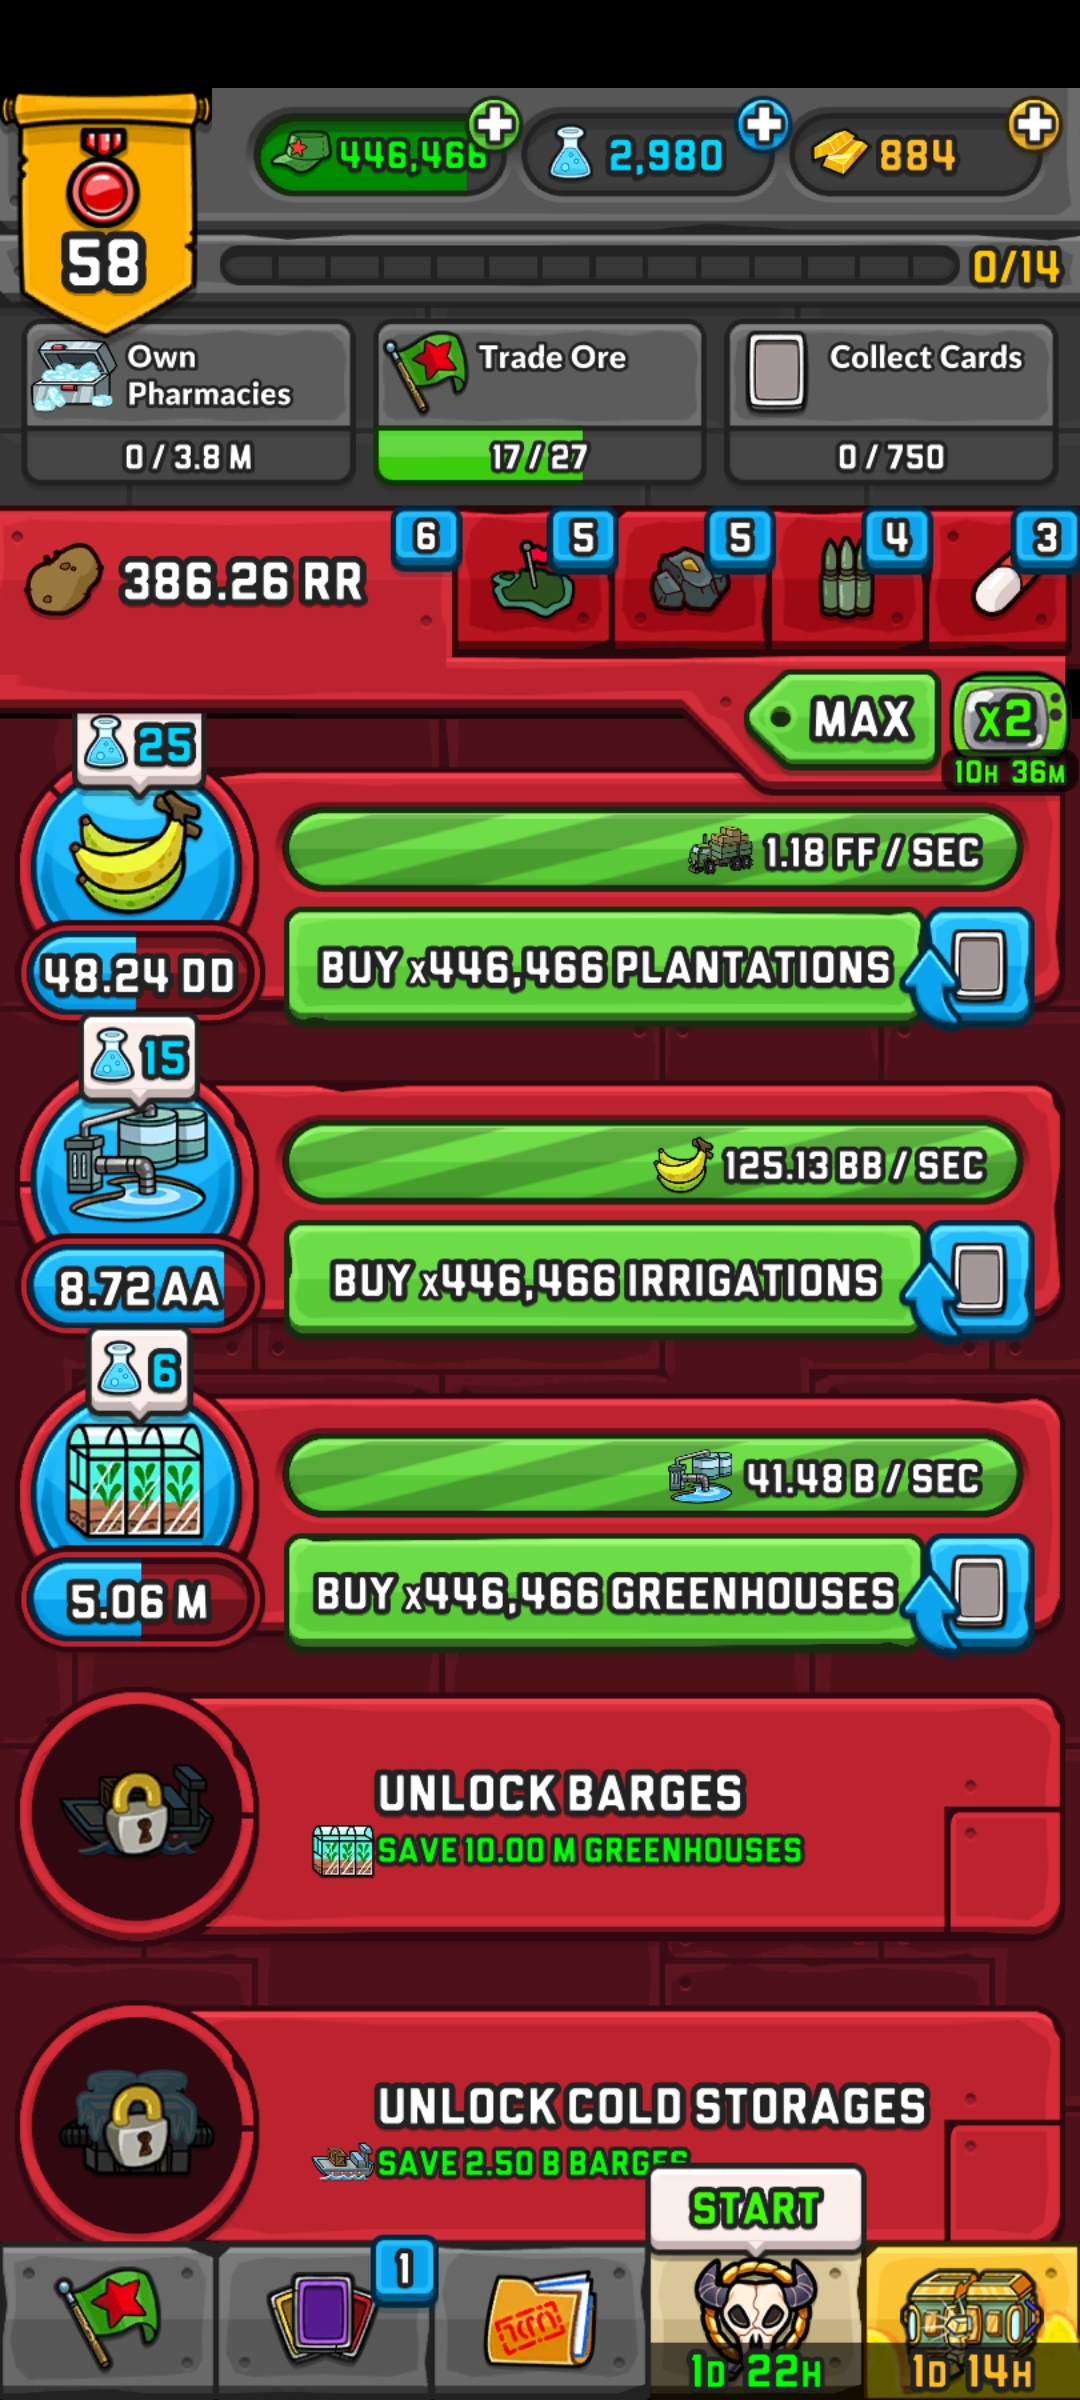 58
446,466
2,980
884
0/14
Own
Pharmacies
0 / 3.8 M
Trade Ore
17 / 27
Collect Cards
0 / 750
386.26 RR
6
5
5
4
3
MAX
x2
10H 36M
25
1.18 FF / SEC
48.24 DD
BUY x446,466 PLANTATIONS
15
125.13 BB / SEC
8.72 AA
BUY x446,466 IRRIGATIONS
6
41.48 B / SEC
5.06 M
BUY x446,466 GREENHOUSES
UNLOCK BARGES
SAVE 10.00 M GREENHOUSES
UNLOCK COLD STORAGES
SAVE 2.50 B BARGES
START
1
1D 22H
1D 14H